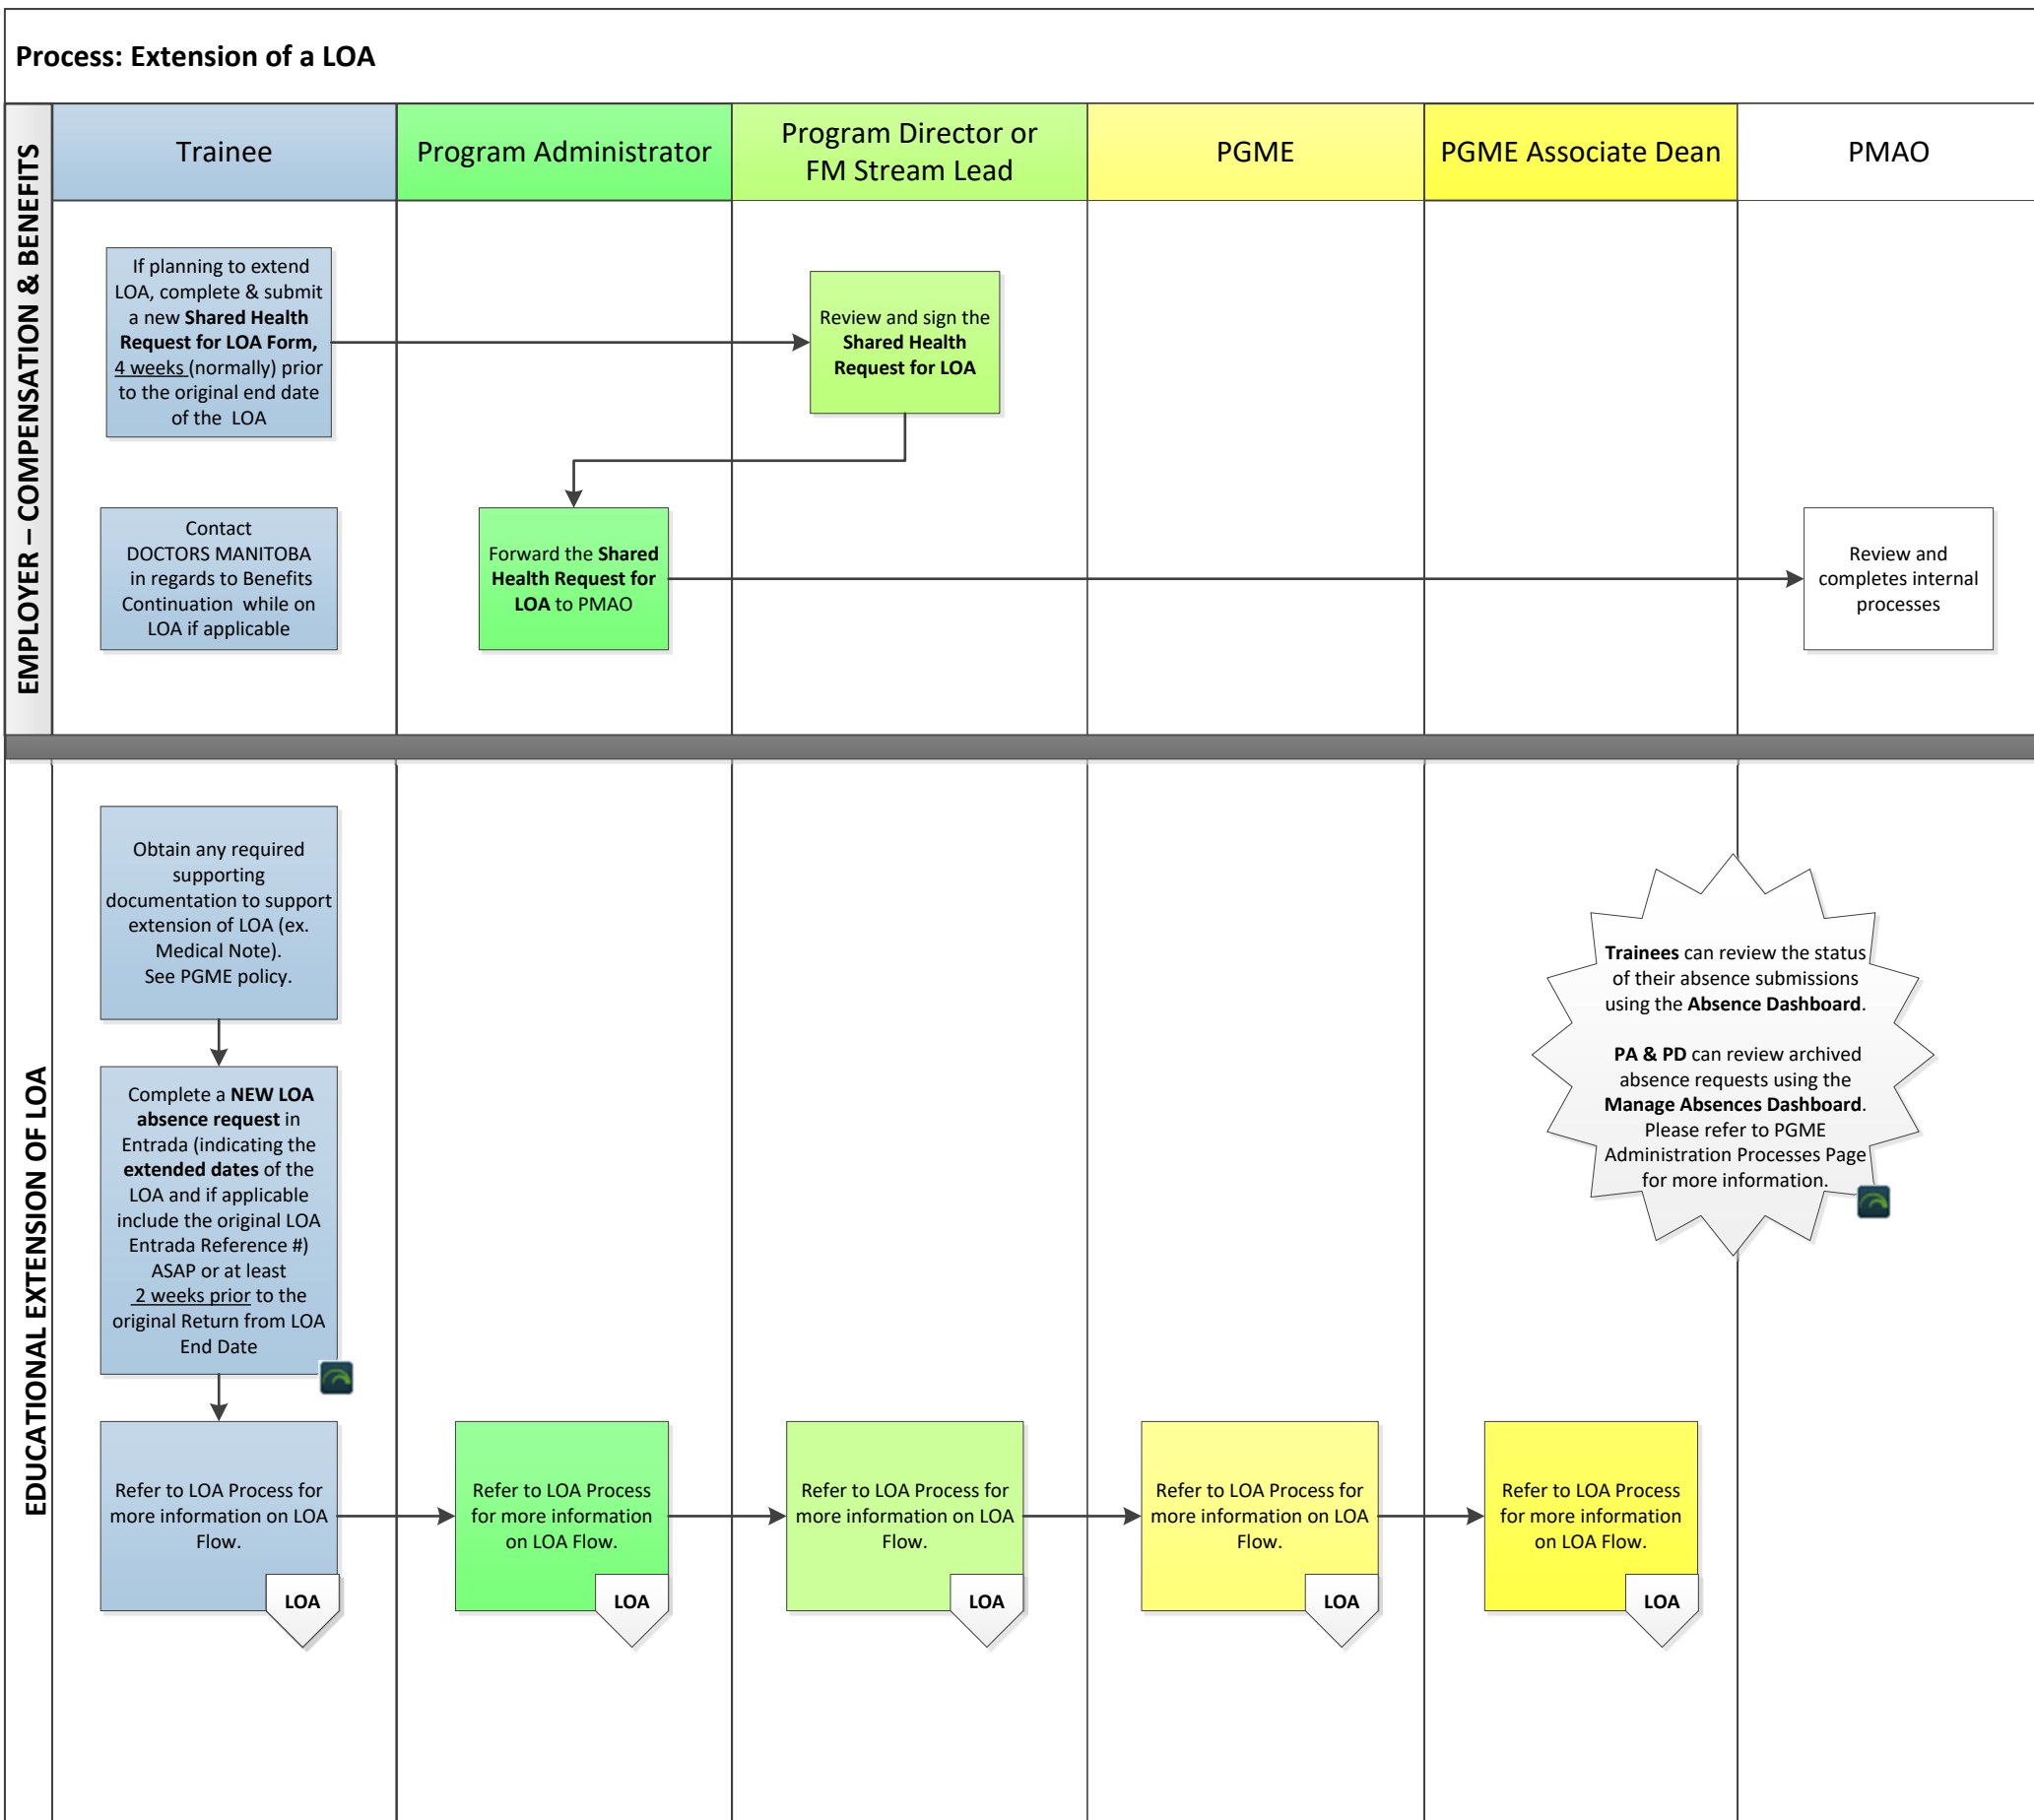 Process: Extension of a LOA
EMPLOYER – COMPENSATION & BENEFITS
Trainee
Program Administrator
Program Director or
FM Stream Lead
PGME
PGME Associate Dean
PMAO
If planning to extend
LOA, complete & submit
a new Shared Health
Request for LOA Form,
4 weeks (normally) prior
to the original end date
of the LOA
Review and sign the
Shared Health
Request for LOA
Contact
DOCTORS MANITOBA
in regards to Benefits
Continuation while on
LOA if applicable
Forward the Shared
Health Request for
LOA to PMAO
Review and
completes internal
processes
EDUCATIONAL EXTENSION OF LOA
Obtain any required
supporting
documentation to support
extension of LOA (ex.
Medical Note).
See PGME policy.
Trainees can review the status
of their absence submissions
using the Absence Dashboard.
PA & PD can review archived
absence requests using the
Manage Absences Dashboard.
Please refer to PGME
Administration Processes Page
for more information.
Complete a NEW LOA
absence request in
Entrada (indicating the
extended dates of the
LOA and if applicable
include the original LOA
Entrada Reference #)
ASAP or at least
2 weeks prior to the
original Return from LOA
End Date
Refer to LOA Process for
more information on LOA
Flow.
LOA
Refer to LOA Process
for more information
on LOA Flow.
LOA
Refer to LOA Process for
more information on LOA
Flow.
LOA
Refer to LOA Process for
more information on LOA
Flow.
LOA
Refer to LOA Process
for more information
on LOA Flow.
LOA